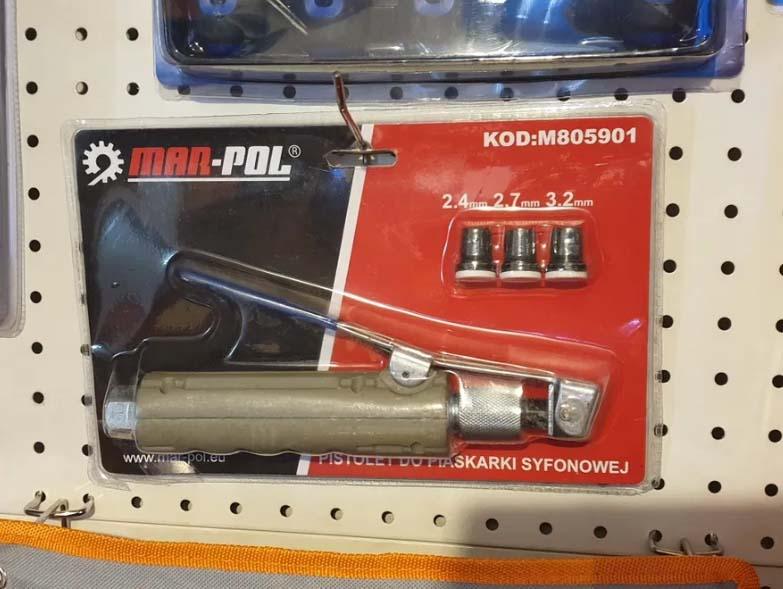 MAR-POL®
KOD:M805901
2.4mm 2.7mm 3.2mm
www.mar-pol.eu
PISTOLET DO PIASKARKI SYFONOWEJ